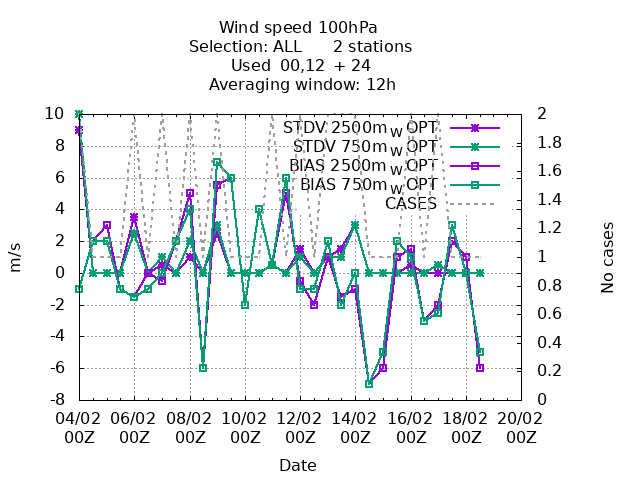 Wind speed 100hPa
Selection: ALL 2 stations
Used 00,12 + 24
Averaging window: 12h
STDV 2500m W OPT
STDV 750m W OPT
BIAS 2500m W OPT
BIAS 750m W OPT
CASES
m/s
10
8
6
4
2
0
-2
-4
-6
-8
2
1.8
1.6
1.4
1.2
1
0.8
0.6
0.4
0.2
0
No cases
04/02 06/02 08/02 10/02 12/02 14/02 16/02 18/02 20/02
00Z 00Z 00Z 00Z 00Z 00Z 00Z 00Z 00Z
Date